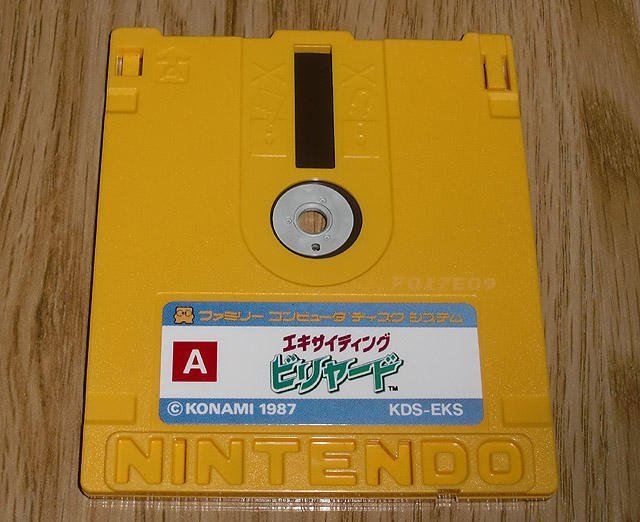 F017E09
ファミリー コンピュータ ディスク システム
A
エキサイティング
ビリヤード
TM
© KONAMI 1987 KDS-EKS
NINTENDO